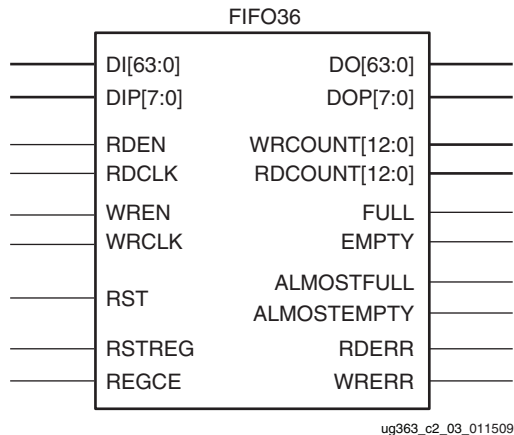 FIFO36
DI[63:0] DO[63:0]
DIP[7:0] DOP[7:0]
RDEN WRCOUNT[12:0]
RDCLK RDCOUNT[12:0]
WREN FULL
WRCLK EMPTY
ALMOSTFULL
RST
ALMOSTEMPTY
RSTREG RDERR
REGCE WRERR
ug363_c2_03_011509